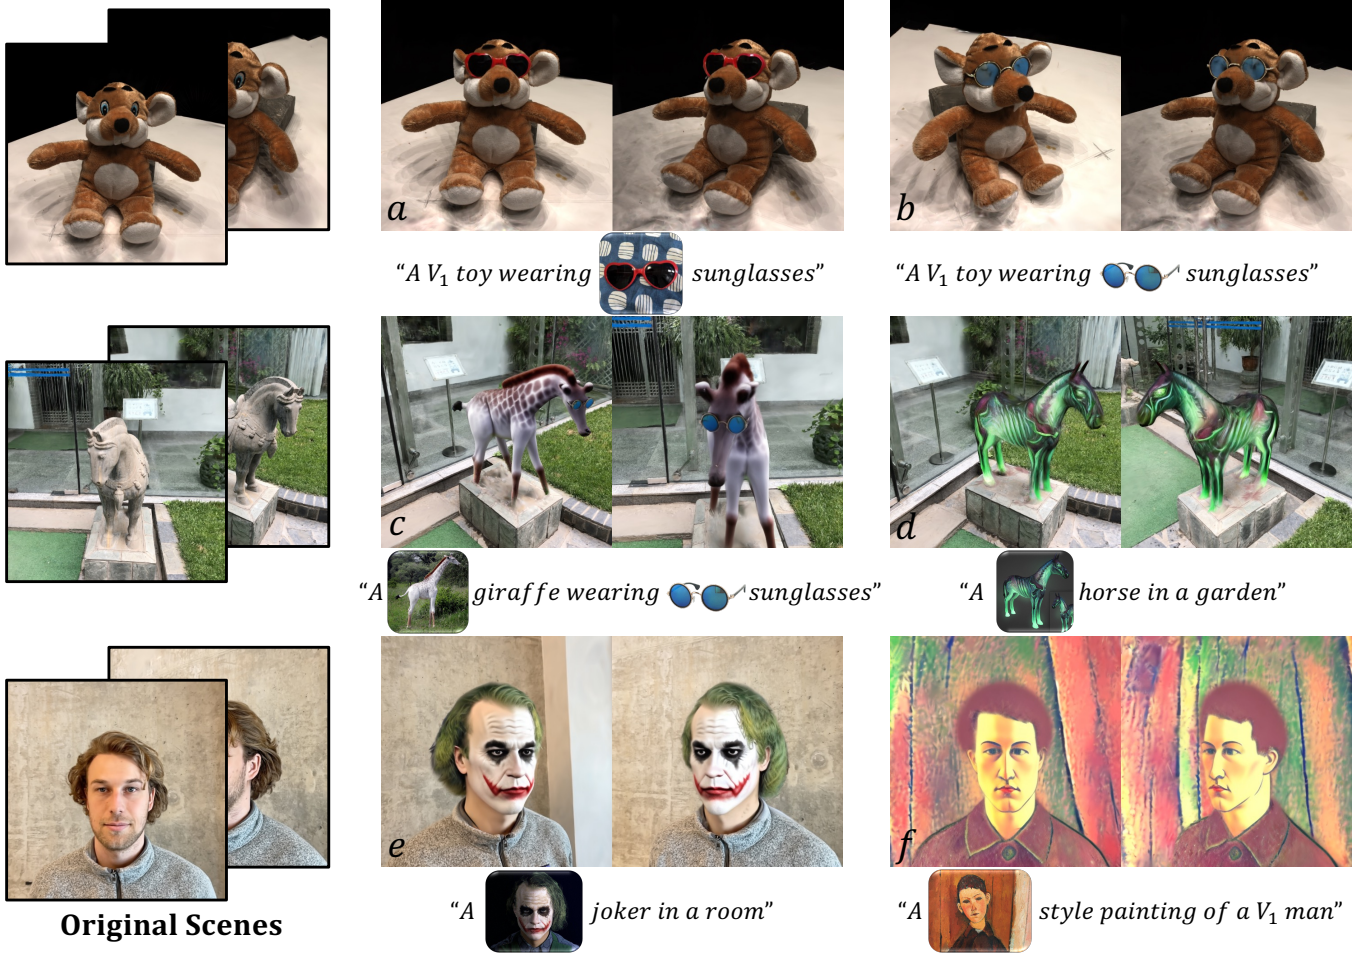 a
b
“A V₁ toy wearing sunglasses”
“A V₁ toy wearing sunglasses”
c
d
“A giraffe wearing sunglasses”
“A horse in a garden”
e
f
“A joker in a room”
“A style painting of a V₁ man”
Original Scenes